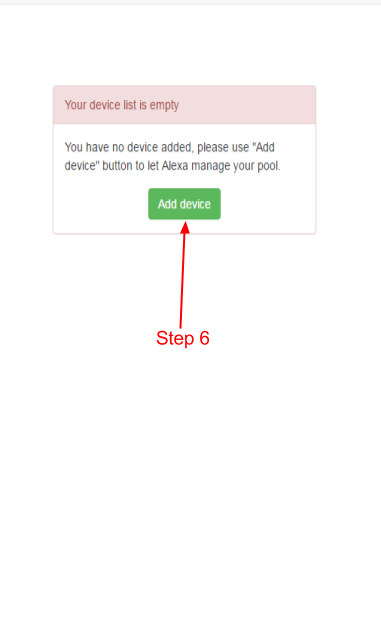 Your device list is empty
You have no device added, please use "Add
device" button to let Alexa manage your pool.
Add device
Step 6